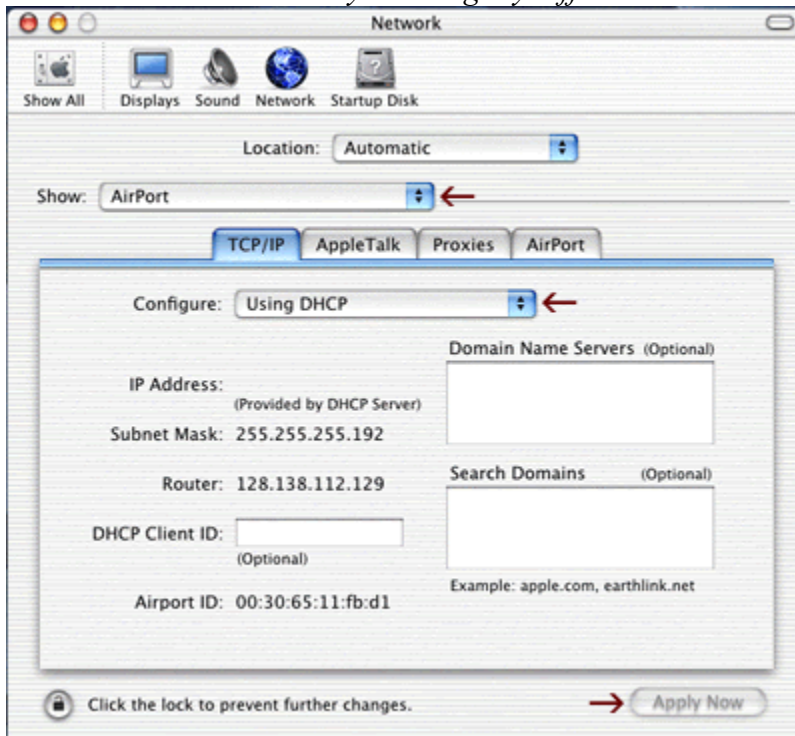 Network
Show All Displays Sound Network Startup Disk
Location: Automatic
Show: AirPort
TCP/IP AppleTalk Proxies AirPort
Configure: Using DHCP
Domain Name Servers (Optional)
IP Address:
(Provided by DHCP Server)
Subnet Mask: 255.255.255.192
Search Domains (Optional)
Router: 128.138.112.129
DHCP Client ID:
(Optional)
Example: apple.com, earthlink.net
Airport ID: 00:30:65:11:fb:d1
Click the lock to prevent further changes.
Apply Now